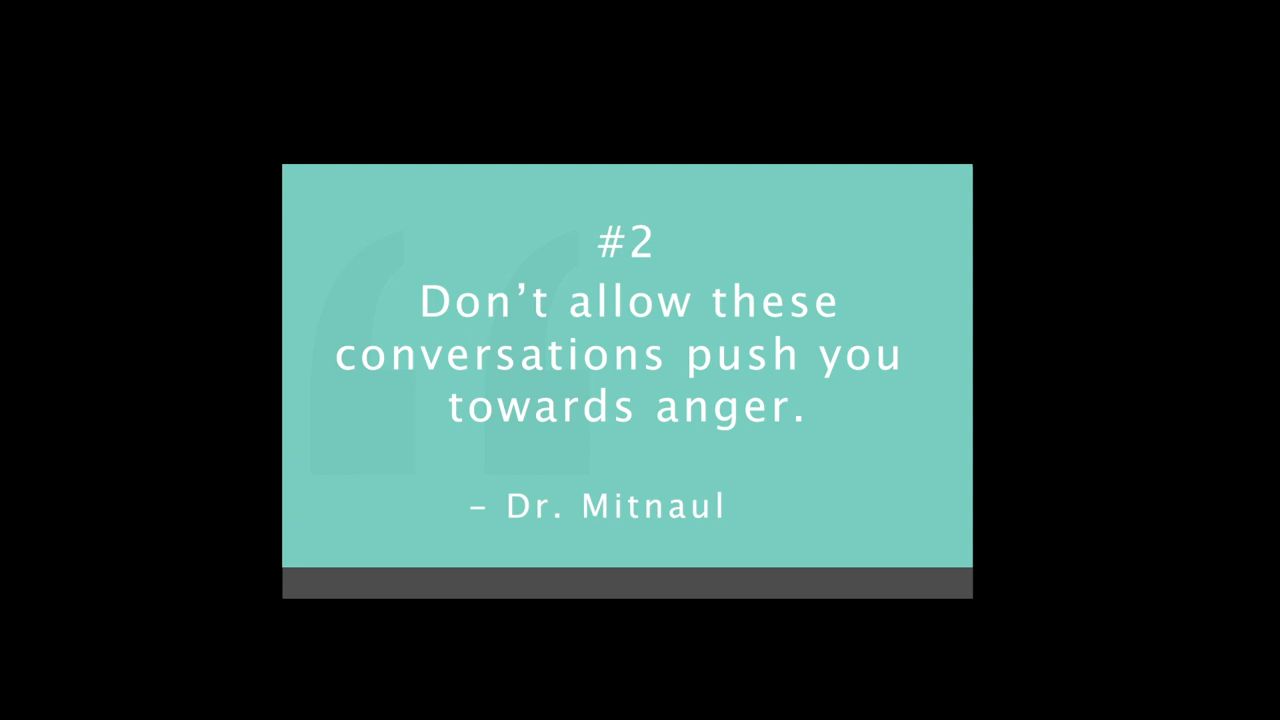 #2
Don’t allow these
conversations push you
towards anger.
– Dr. Mitnaul